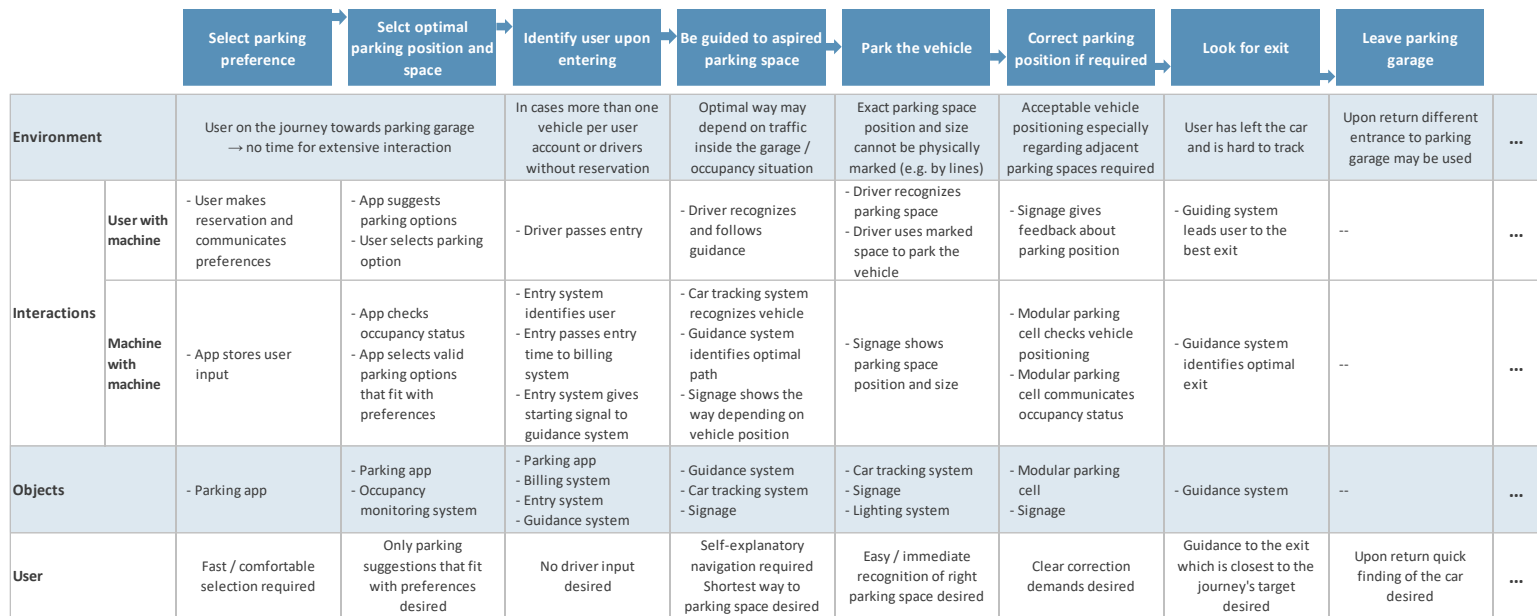 Select parking
preference
Selct optimal
parking position and
space
Identify user upon
entering
Be guided to aspired
parking space
Park the vehicle
Correct parking
position if required
Look for exit
Leave parking
garage
Environment
User on the journey towards parking garage
→ no time for extensive interaction
In cases more than one
vehicle per user
account or drivers
without reservation
Optimal way may
depend on traffic
inside the garage /
occupancy situation
Exact parking space
position and size
cannot be physically
marked (e.g. by lines)
Acceptable vehicle
positioning especially
regarding adjacent
parking spaces required
User has left the car
and is hard to track
Upon return different
entrance to parking
garage may be used
...
Interactions
User with
machine
- User makes
reservation and
communicates
preferences
- App suggests
parking options
- User selects parking
option
- Driver passes entry
- Driver recognizes
and follows
guidance
- Driver recognizes
parking space
- Driver uses marked
space to park the
vehicle
- Signage gives
feedback about
parking position
- Guiding system
leads user to the
best exit
--
...
Machine
with
machine
- App stores user
input
- App checks
occupancy status
- App selects valid
parking options
that fit with
preferences
- Entry system
identifies user
- Entry passes entry
time to billing
system
- Entry system gives
starting signal to
guidance system
- Car tracking system
recognizes vehicle
- Guidance system
identifies optimal
path
- Signage shows the
way depending on
vehicle position
- Signage shows
parking space
position and size
- Modular parking
cell checks vehicle
positioning
- Modular parking
cell communicates
occupancy status
- Guidance system
identifies optimal
exit
--
...
Objects
- Parking app
- Parking app
- Occupancy
monitoring system
- Parking app
- Billing system
- Entry system
- Guidance system
- Guidance system
- Car tracking system
- Signage
- Car tracking system
- Signage
- Lighting system
- Modular parking
cell
- Signage
- Guidance system
--
...
User
Fast / comfortable
selection required
Only parking
suggestions that fit
with preferences
desired
No driver input
desired
Self-explanatory
navigation required
Shortest way to
parking space desired
Easy / immediate
recognition of right
parking space desired
Clear correction
demands desired
Guidance to the exit
which is closest to the
journey's target
desired
Upon return quick
finding of the car
desired
...